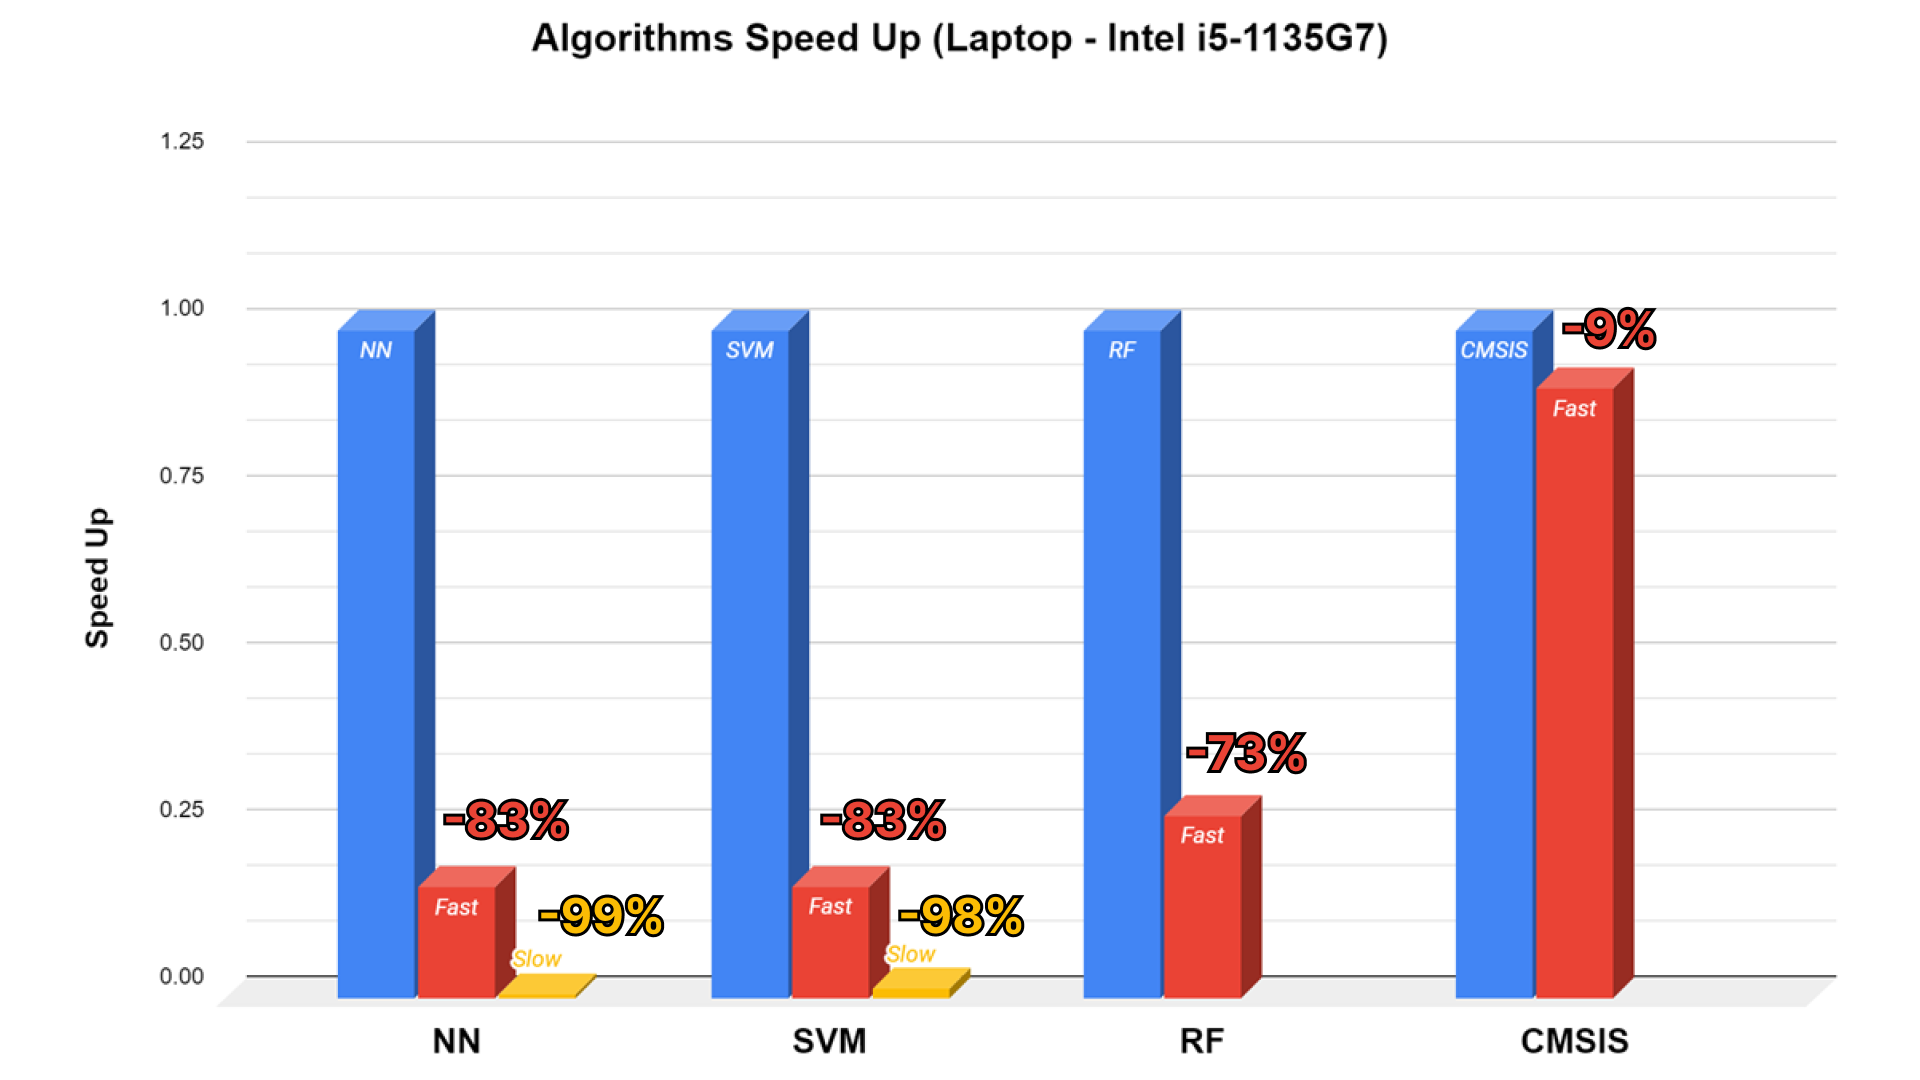 Algorithms Speed Up (Laptop - Intel i5-1135G7)
1.25
1.00
0.75
0.50
0.25
0.00
Speed Up
NN
SVM
RF
CMSIS
-9%
Fast
-73%
Fast
-83%
Fast
-99%
Slow
-83%
Fast
-98%
Slow
NN
SVM
RF
CMSIS